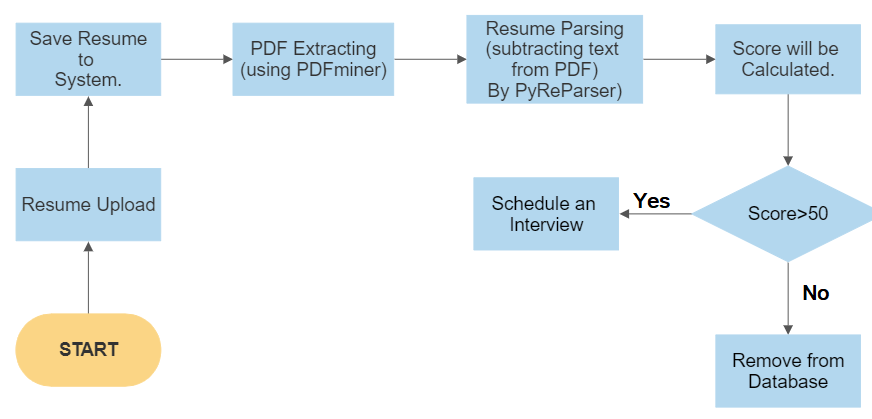 Save Resume
to
System.
PDF Extracting
(using PDFminer)
Resume Parsing
(subtracting text
from PDF)
By PyReParser)
Score will be
Calculated.
Resume Upload
Schedule an
Interview
Yes
Score>50
No
START
Remove from
Database